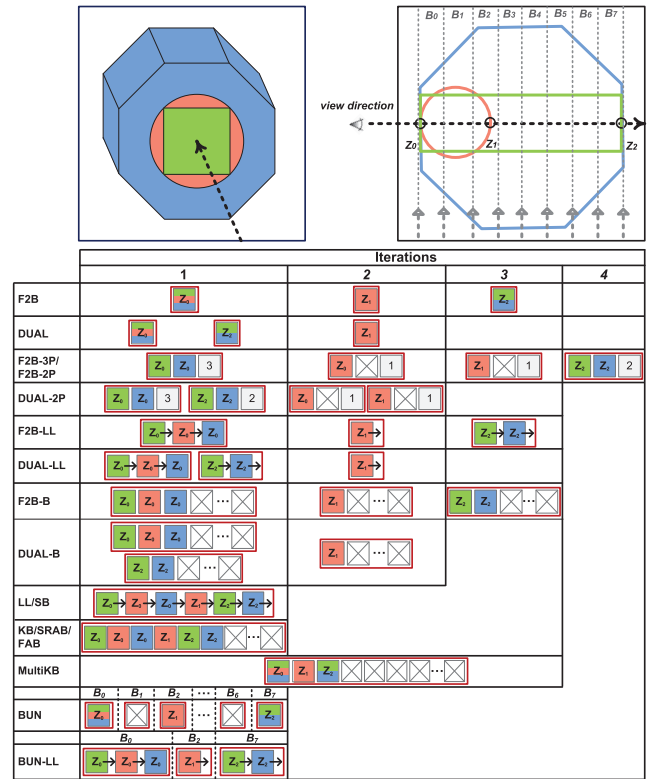 B0 B1 B2 B3 B4 B5 B6 B7
view direction
Z0 Z1 Z2
Iterations
1 2 3 4
F2B Z0 Z1 Z2
DUAL Z0 Z2 Z1
F2B-3P/
F2B-2P Z0 Z0 3 Z0 1 Z1 1 Z2 Z2 2
DUAL-2P Z0 Z0 3 Z2 Z2 2 Z0 1 Z1 1
F2B-LL Z0 Z0 Z0 Z1 Z2 Z2
DUAL-LL Z0 Z0 Z0 Z2 Z2 Z1
F2B-B Z0 Z0 Z0 ... Z1 ... Z2 Z2 ...
DUAL-B Z0 Z0 Z0 ... Z1 ...
Z2 Z2 ...
LL/SB Z0 Z0 Z0 Z1 Z2 Z2
KB/SRAB/
FAB Z0 Z0 Z0 Z1 Z2 Z2 ...
MultiKB Z0 Z1 Z2 ...
B0 B1 B2 ... B6 B7
BUN Z0 Z1 ... Z2
B0 B2 B7
BUN-LL Z0 Z0 Z0 Z1 Z2 Z2